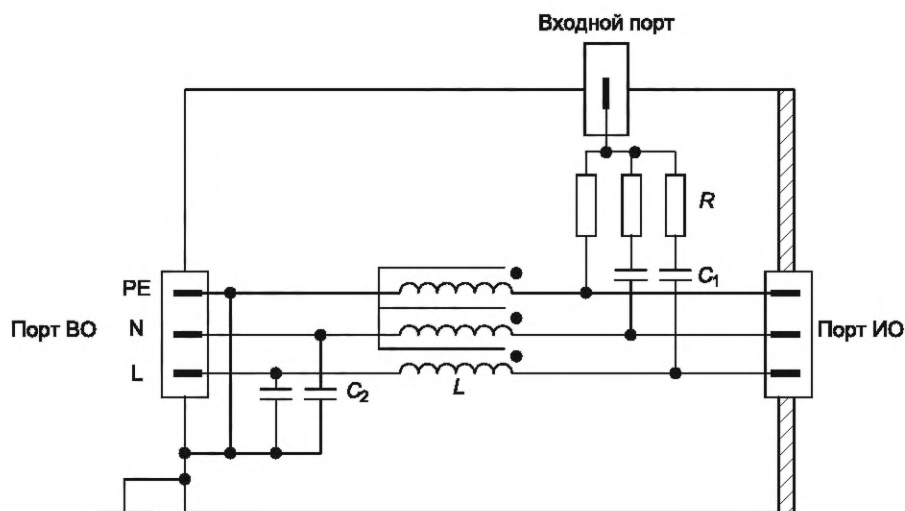 Входной порт
R
C1
PE
Порт ВО
N
Порт ИО
L
C2
L